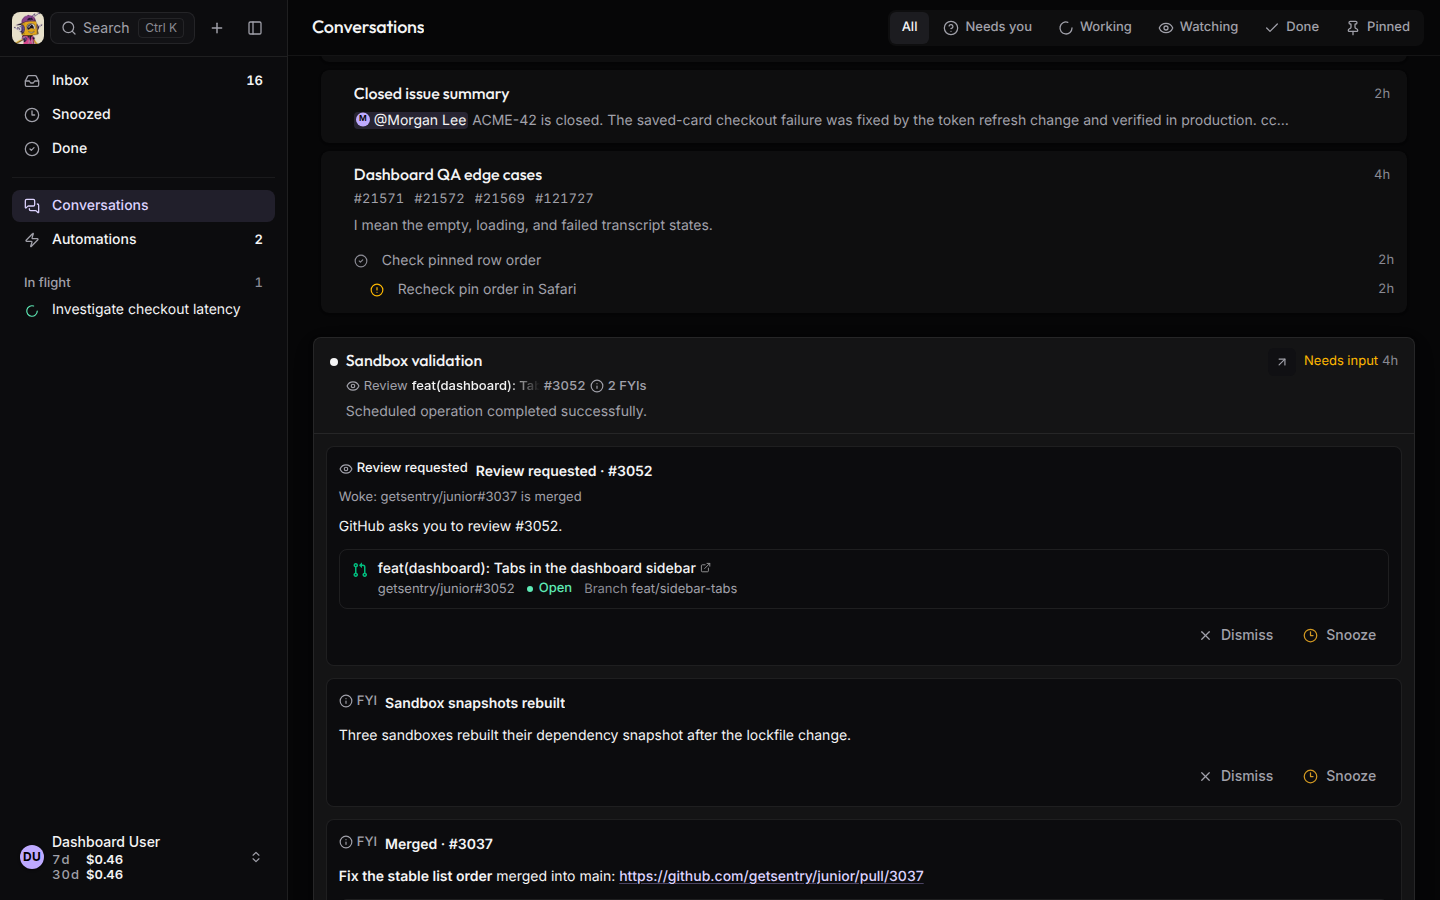 Search Ctrl K
Inbox 16
Snoozed
Done
Conversations
Automations 2
In flight 1
Investigate checkout latency
Dashboard User
7d $0.46
30d $0.46
DU
Conversations
All Needs you Working Watching Done Pinned
Closed issue summary 2h
M @Morgan Lee ACME-42 is closed. The saved-card checkout failure was fixed by the token refresh change and verified in production. cc...
Dashboard QA edge cases 4h
#21571 #21572 #21569 #121727
I mean the empty, loading, and failed transcript states.
Check pinned row order 2h
Recheck pin order in Safari 2h
Sandbox validation Needs input 4h
Review feat(dashboard): Tal #3052 2 FYIs
Scheduled operation completed successfully.
Review requested Review requested · #3052
Woke: getsentry/junior#3037 is merged
GitHub asks you to review #3052.
feat(dashboard): Tabs in the dashboard sidebar
getsentry/junior#3052 Open Branch feat/sidebar-tabs
Dismiss Snooze
FYI Sandbox snapshots rebuilt
Three sandboxes rebuilt their dependency snapshot after the lockfile change.
Dismiss Snooze
FYI Merged · #3037
Fix the stable list order merged into main: https://github.com/getsentry/junior/pull/3037